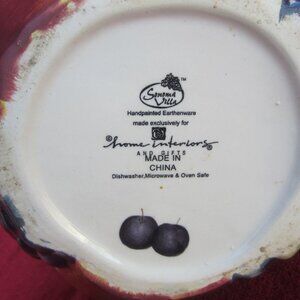 Sonoma
Villa
Handpainted Earthenware
made exclusively for
©home interiors®
AND GIFTS
MADE IN
CHINA
Dishwasher,Microwave & Oven Safe